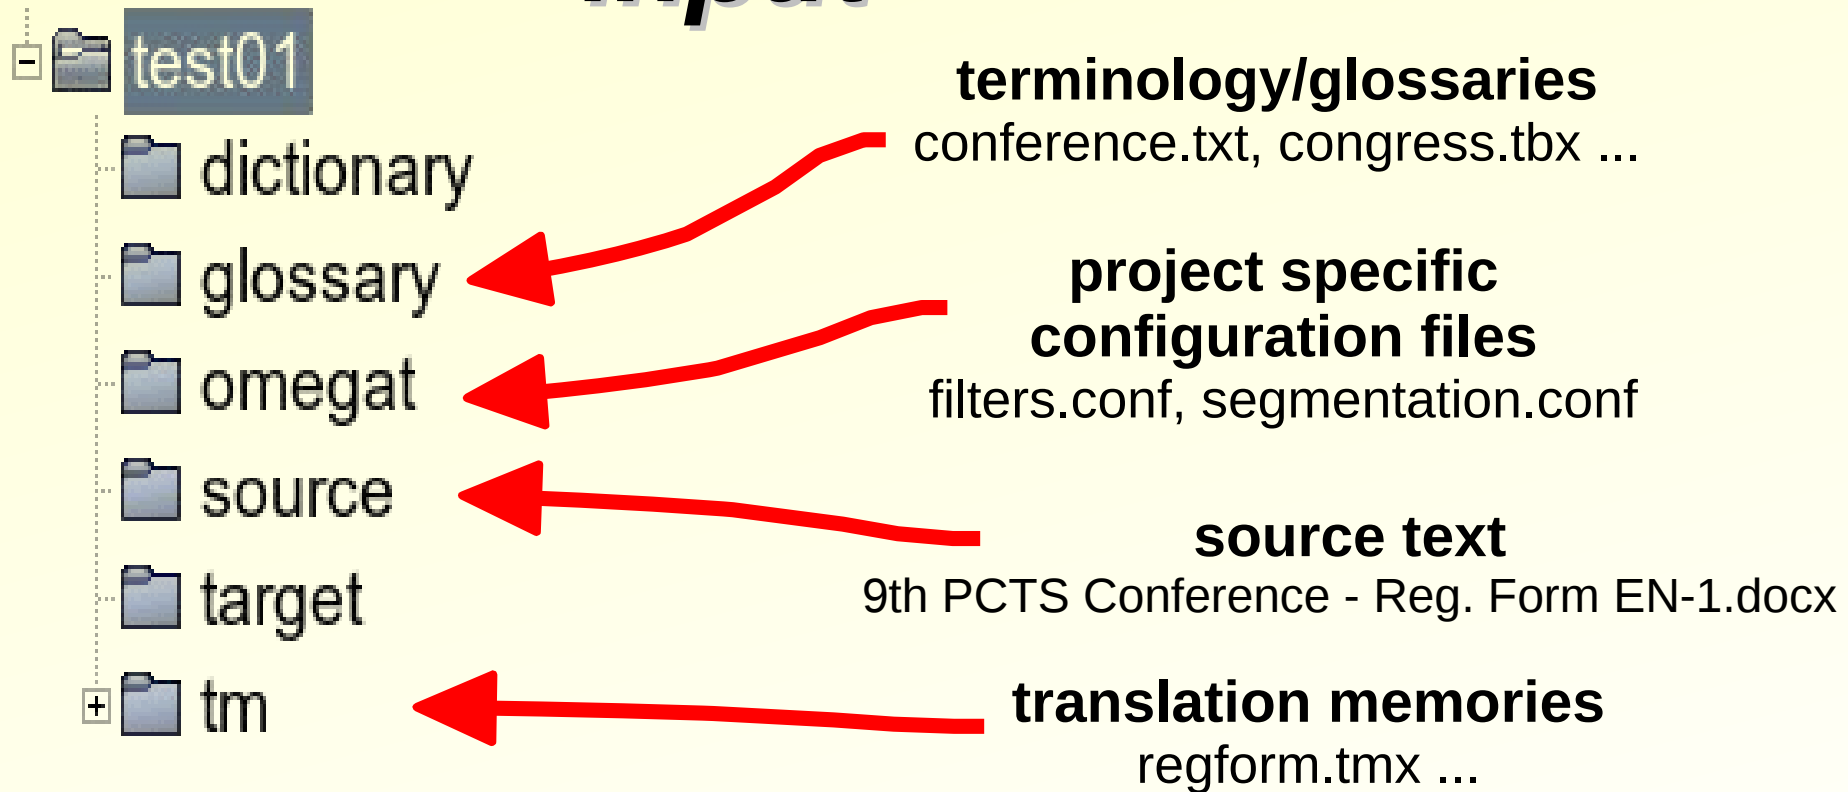 input
test01
dictionary
glossary
omegat
source
target
tm
terminology/glossaries
conference.txt, congress.tbx ...
project specific
configuration files
filters.conf, segmentation.conf
source text
9th PCTS Conference - Reg. Form EN-1.docx
translation memories
regform.tmx ...